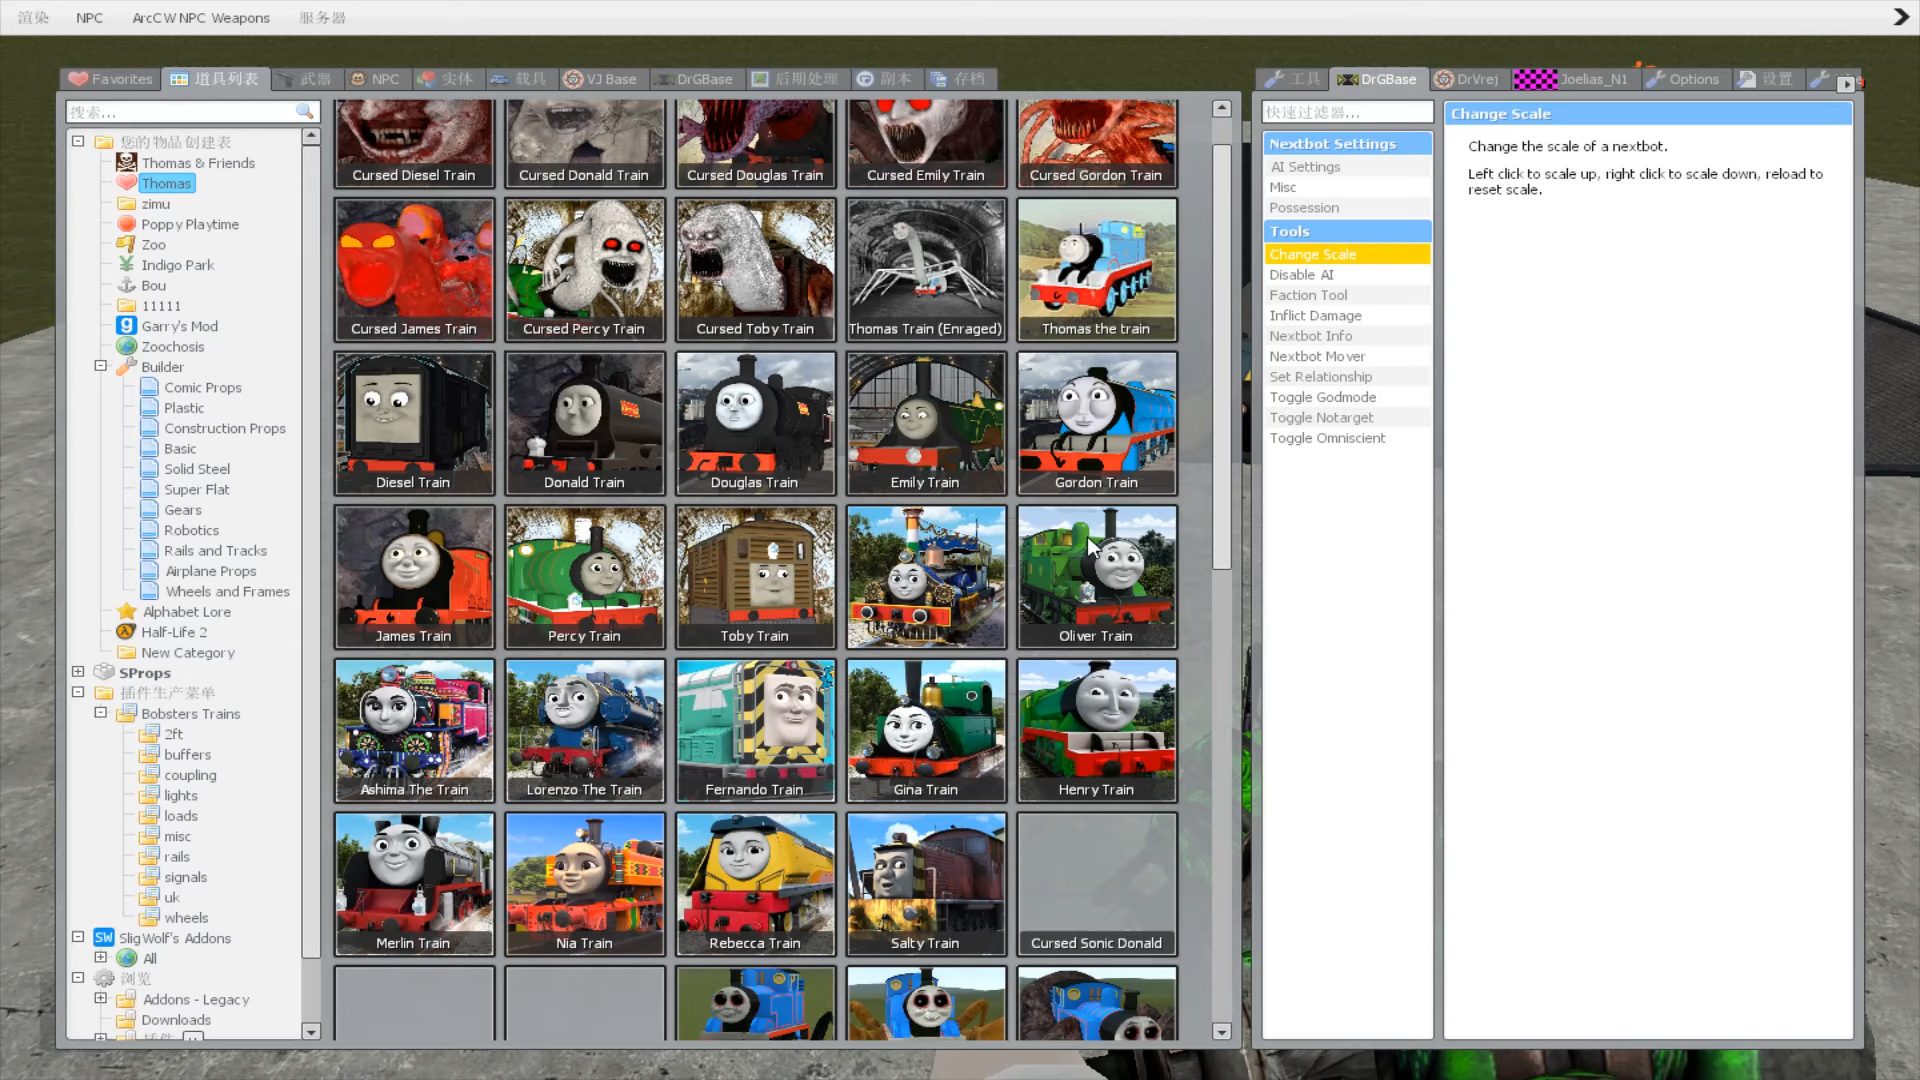 渲染 NPC ArcCW NPC Weapons 服务器
Favorites 道具列表 武器 NPC 实体 载具 VJ Base DrGBase 后期处理 副本 存档
搜索...
您的物品创建表
Thomas & Friends
Thomas
zimu
Poppy Playtime
Zoo
Indigo Park
Bou
11111
Garry's Mod
Zoochosis
Builder
Comic Props
Plastic
Construction Props
Basic
Solid Steel
Super Flat
Gears
Robotics
Rails and Tracks
Airplane Props
Wheels and Frames
Alphabet Lore
Half-Life 2
New Category
SProps
插件生产菜单
Bobsters Trains
2ft
buffers
coupling
lights
loads
misc
rails
signals
uk
wheels
SW SligWolf's Addons
All
浏览
Addons - Legacy
Downloads
Cursed Diesel Train Cursed Donald Train Cursed Douglas Train Cursed Emily Train Cursed Gordon Train
Cursed James Train Cursed Percy Train Cursed Toby Train Thomas Train (Enraged) Thomas the train
Diesel Train Donald Train Douglas Train Emily Train Gordon Train
James Train Percy Train Toby Train Oliver Train
Ashima The Train Lorenzo The Train Fernando Train Gina Train Henry Train
Merlin Train Nia Train Rebecca Train Salty Train Cursed Sonic Donald
工具 DrGBase DrVrej Joelias_N1 Options 设置
快速过滤器...
Nextbot Settings
AI Settings
Misc
Possession
Tools
Change Scale
Disable AI
Faction Tool
Inflict Damage
Nextbot Info
Nextbot Mover
Set Relationship
Toggle Godmode
Toggle Notarget
Toggle Omniscient
Change Scale
Change the scale of a nextbot.
Left click to scale up, right click to scale down, reload to
reset scale.